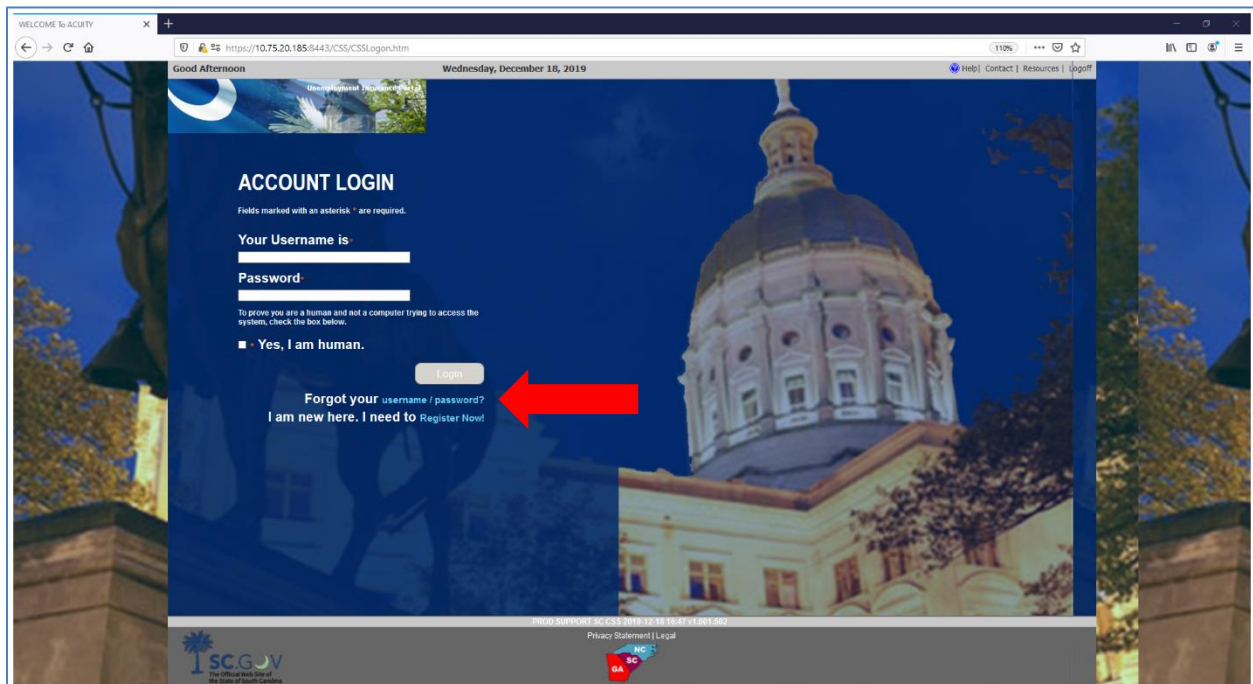 WELCOME To ACUITY
https://10.75.20.185:8443/CSS/CSSLogon.htm
110%
Good Afternoon
Wednesday, December 18, 2019
Help| Contact | Resources | Logoff
Unemployment Insurance Portal
ACCOUNT LOGIN
Fields marked with an asterisk * are required.
Your Username is*
Password*
To prove you are a human and not a computer trying to access the
system, check the box below.
* Yes, I am human.
Login
Forgot your username / password?
I am new here. I need to Register Now!
PROD SUPPORT SC CSS 2019-12-18 16:47 v1.001.502
Privacy Statement | Legal
SC.GOV
The Official Web Site of
the State of South Carolina
NC
SC
GA